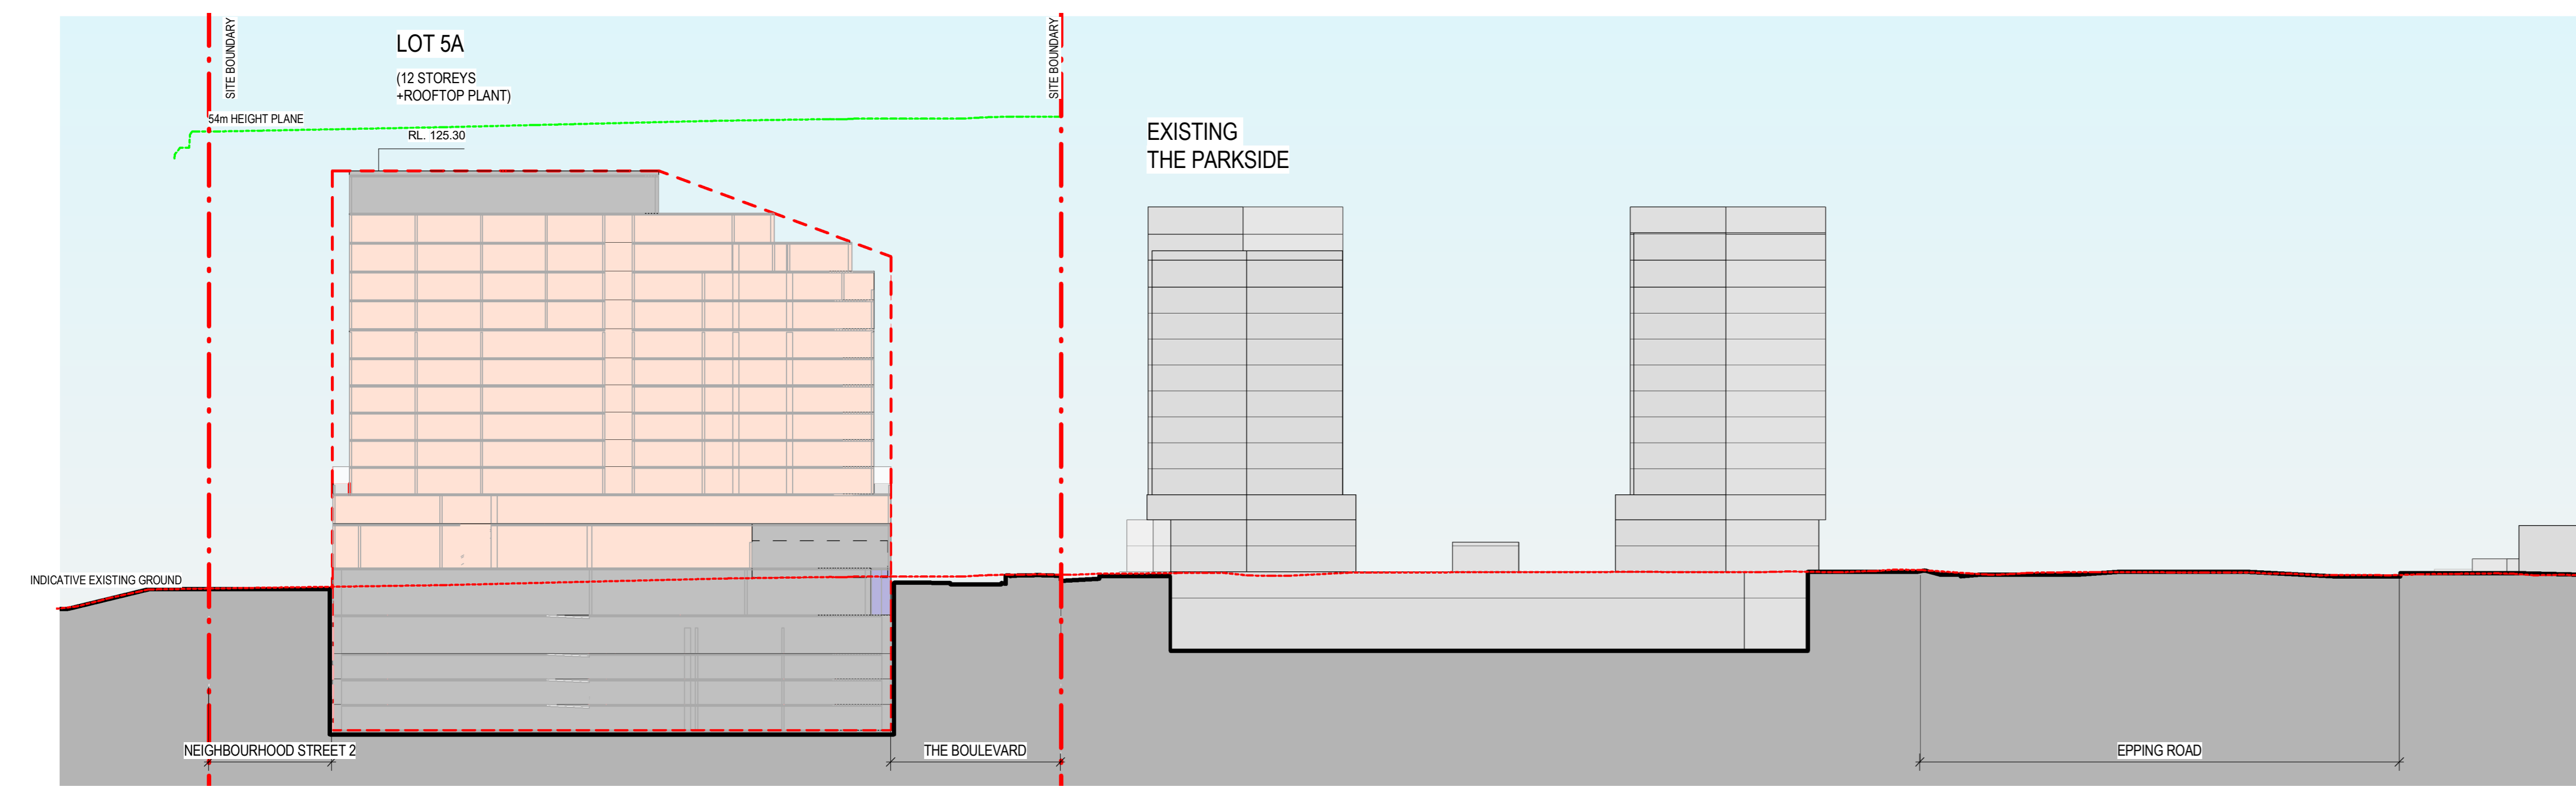 SITE BOUNDARY
LOT 5A
(12 STOREYS
+ROOFTOP PLANT)
SITE BOUNDARY
54m HEIGHT PLANE
RL. 125.30
EXISTING
THE PARKSIDE
INDICATIVE EXISTING GROUND
NEIGHBOURHOOD STREET 2
THE BOULEVARD
EPPING ROAD